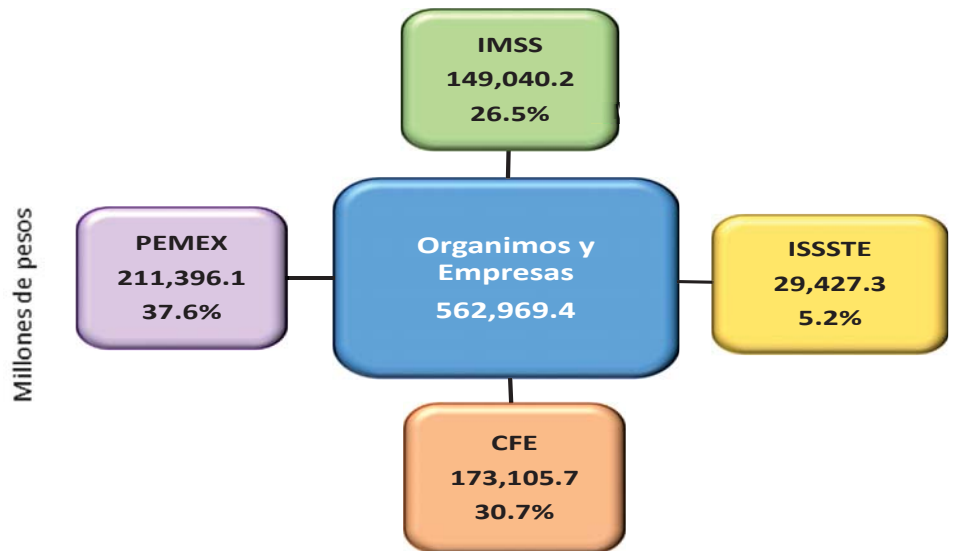 IMSS
149,040.2
26.5%
Millones de pesos
PEMEX
211,396.1
37.6%
Organimos y
Empresas
562,969.4
ISSSTE
29,427.3
5.2%
CFE
173,105.7
30.7%